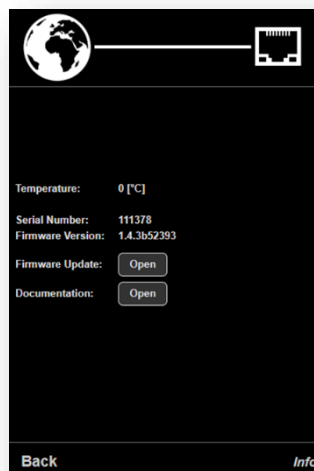 Temperature: 0 [°C]
Serial Number: 111378
Firmware Version: 1.4.3b52393
Firmware Update: Open
Documentation: Open
Back Info